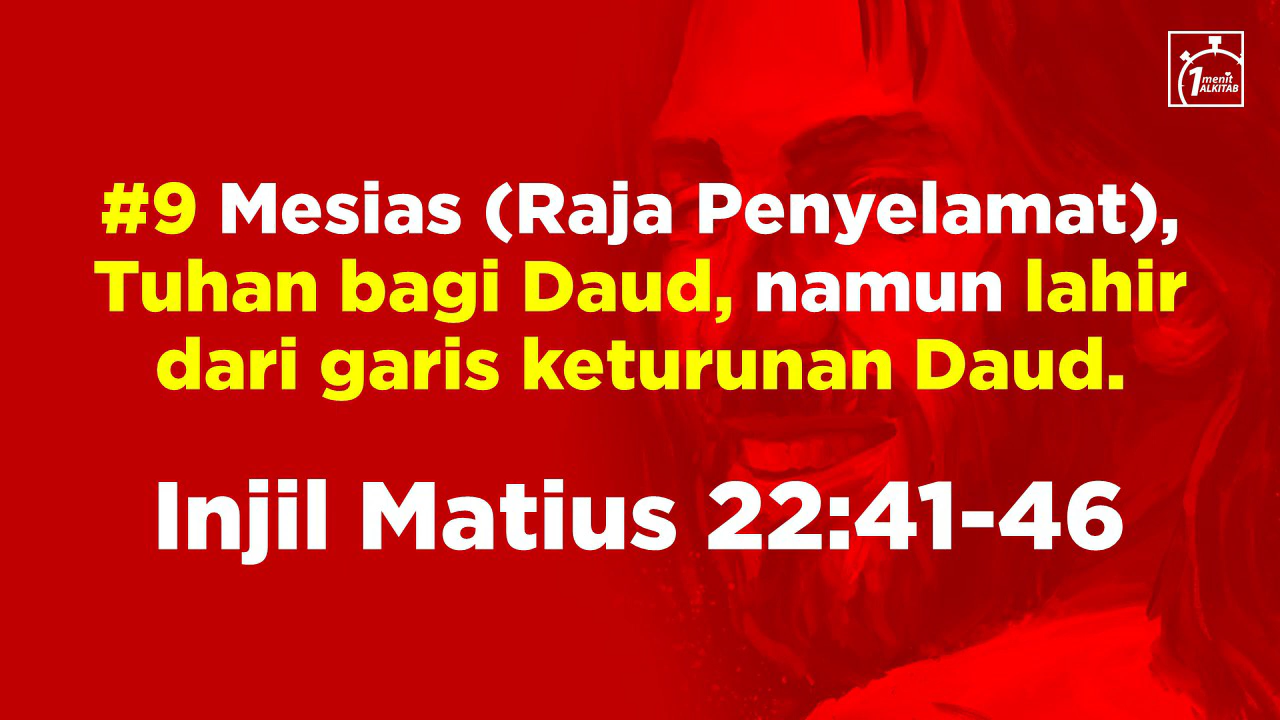 1 menit
ALKITAB
#9 Mesias (Raja Penyelamat),
Tuhan bagi Daud, namun lahir
dari garis keturunan Daud.
Injil Matius 22:41-46